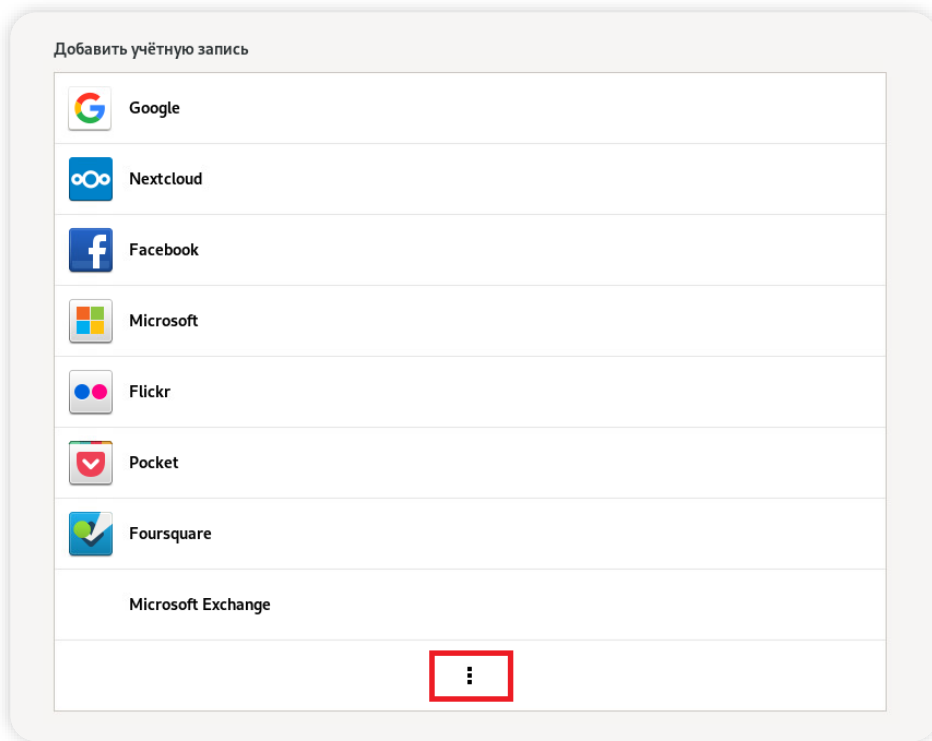 Добавить учётную запись
Google
Nextcloud
Facebook
Microsoft
Flickr
Pocket
Foursquare
Microsoft Exchange